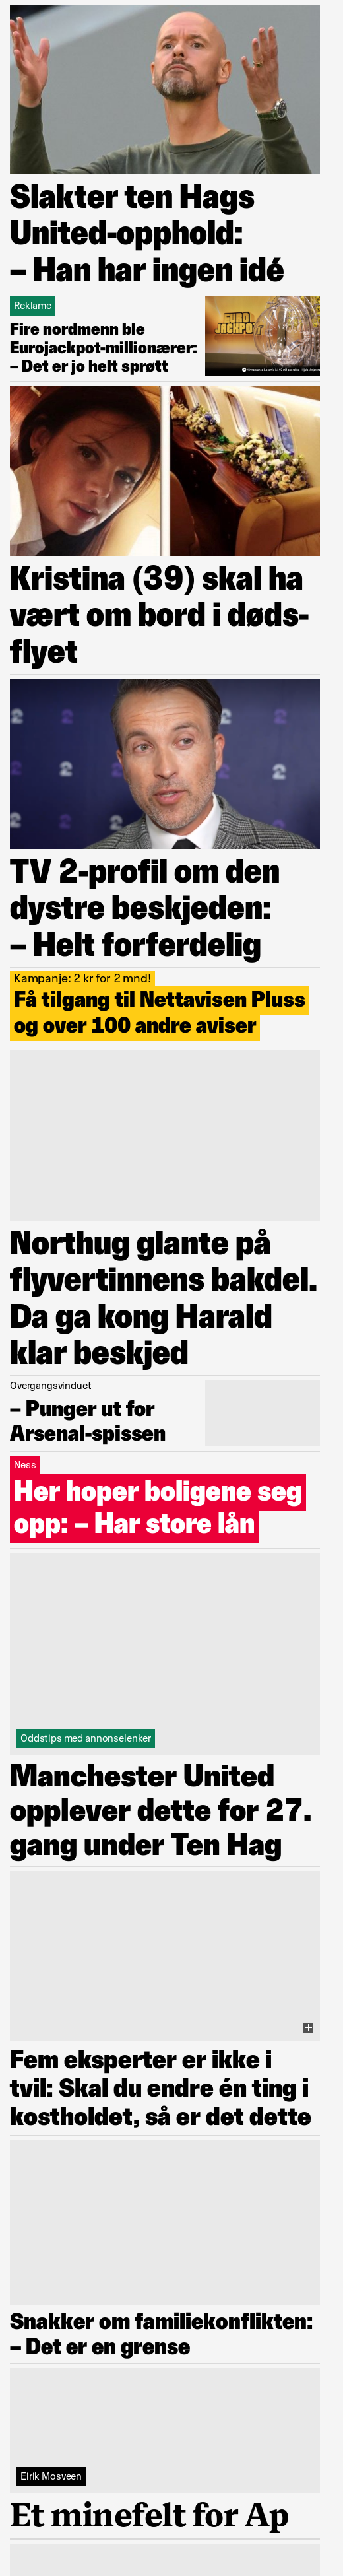 Slakter ten Hags
United-opphold:
– Han har ingen idé
Reklame
Fire nordmenn ble
Eurojackpot-millionærer:
– Det er jo helt sprøtt
EURO
JACKPOT
Kristina (39) skal ha
vært om bord i døds-
flyet
TV 2-profil om den
dystre beskjeden:
– Helt forferdelig
Kampanje: 2 kr for 2 mnd!
Få tilgang til Nettavisen Pluss
og over 100 andre aviser
Northug glante på
flyvertinnens bakdel.
Da ga kong Harald
klar beskjed
Overgangsvinduet
– Punger ut for
Arsenal-spissen
Ness
Her hoper boligene seg
opp: – Har store lån
Oddstips med annonselenker
Manchester United
opplever dette for 27.
gang under Ten Hag
Fem eksperter er ikke i
tvil: Skal du endre én ting i
kostholdet, så er det dette
Snakker om familiekonflikten:
– Det er en grense
Eirik Mosveen
Et minefelt for Ap